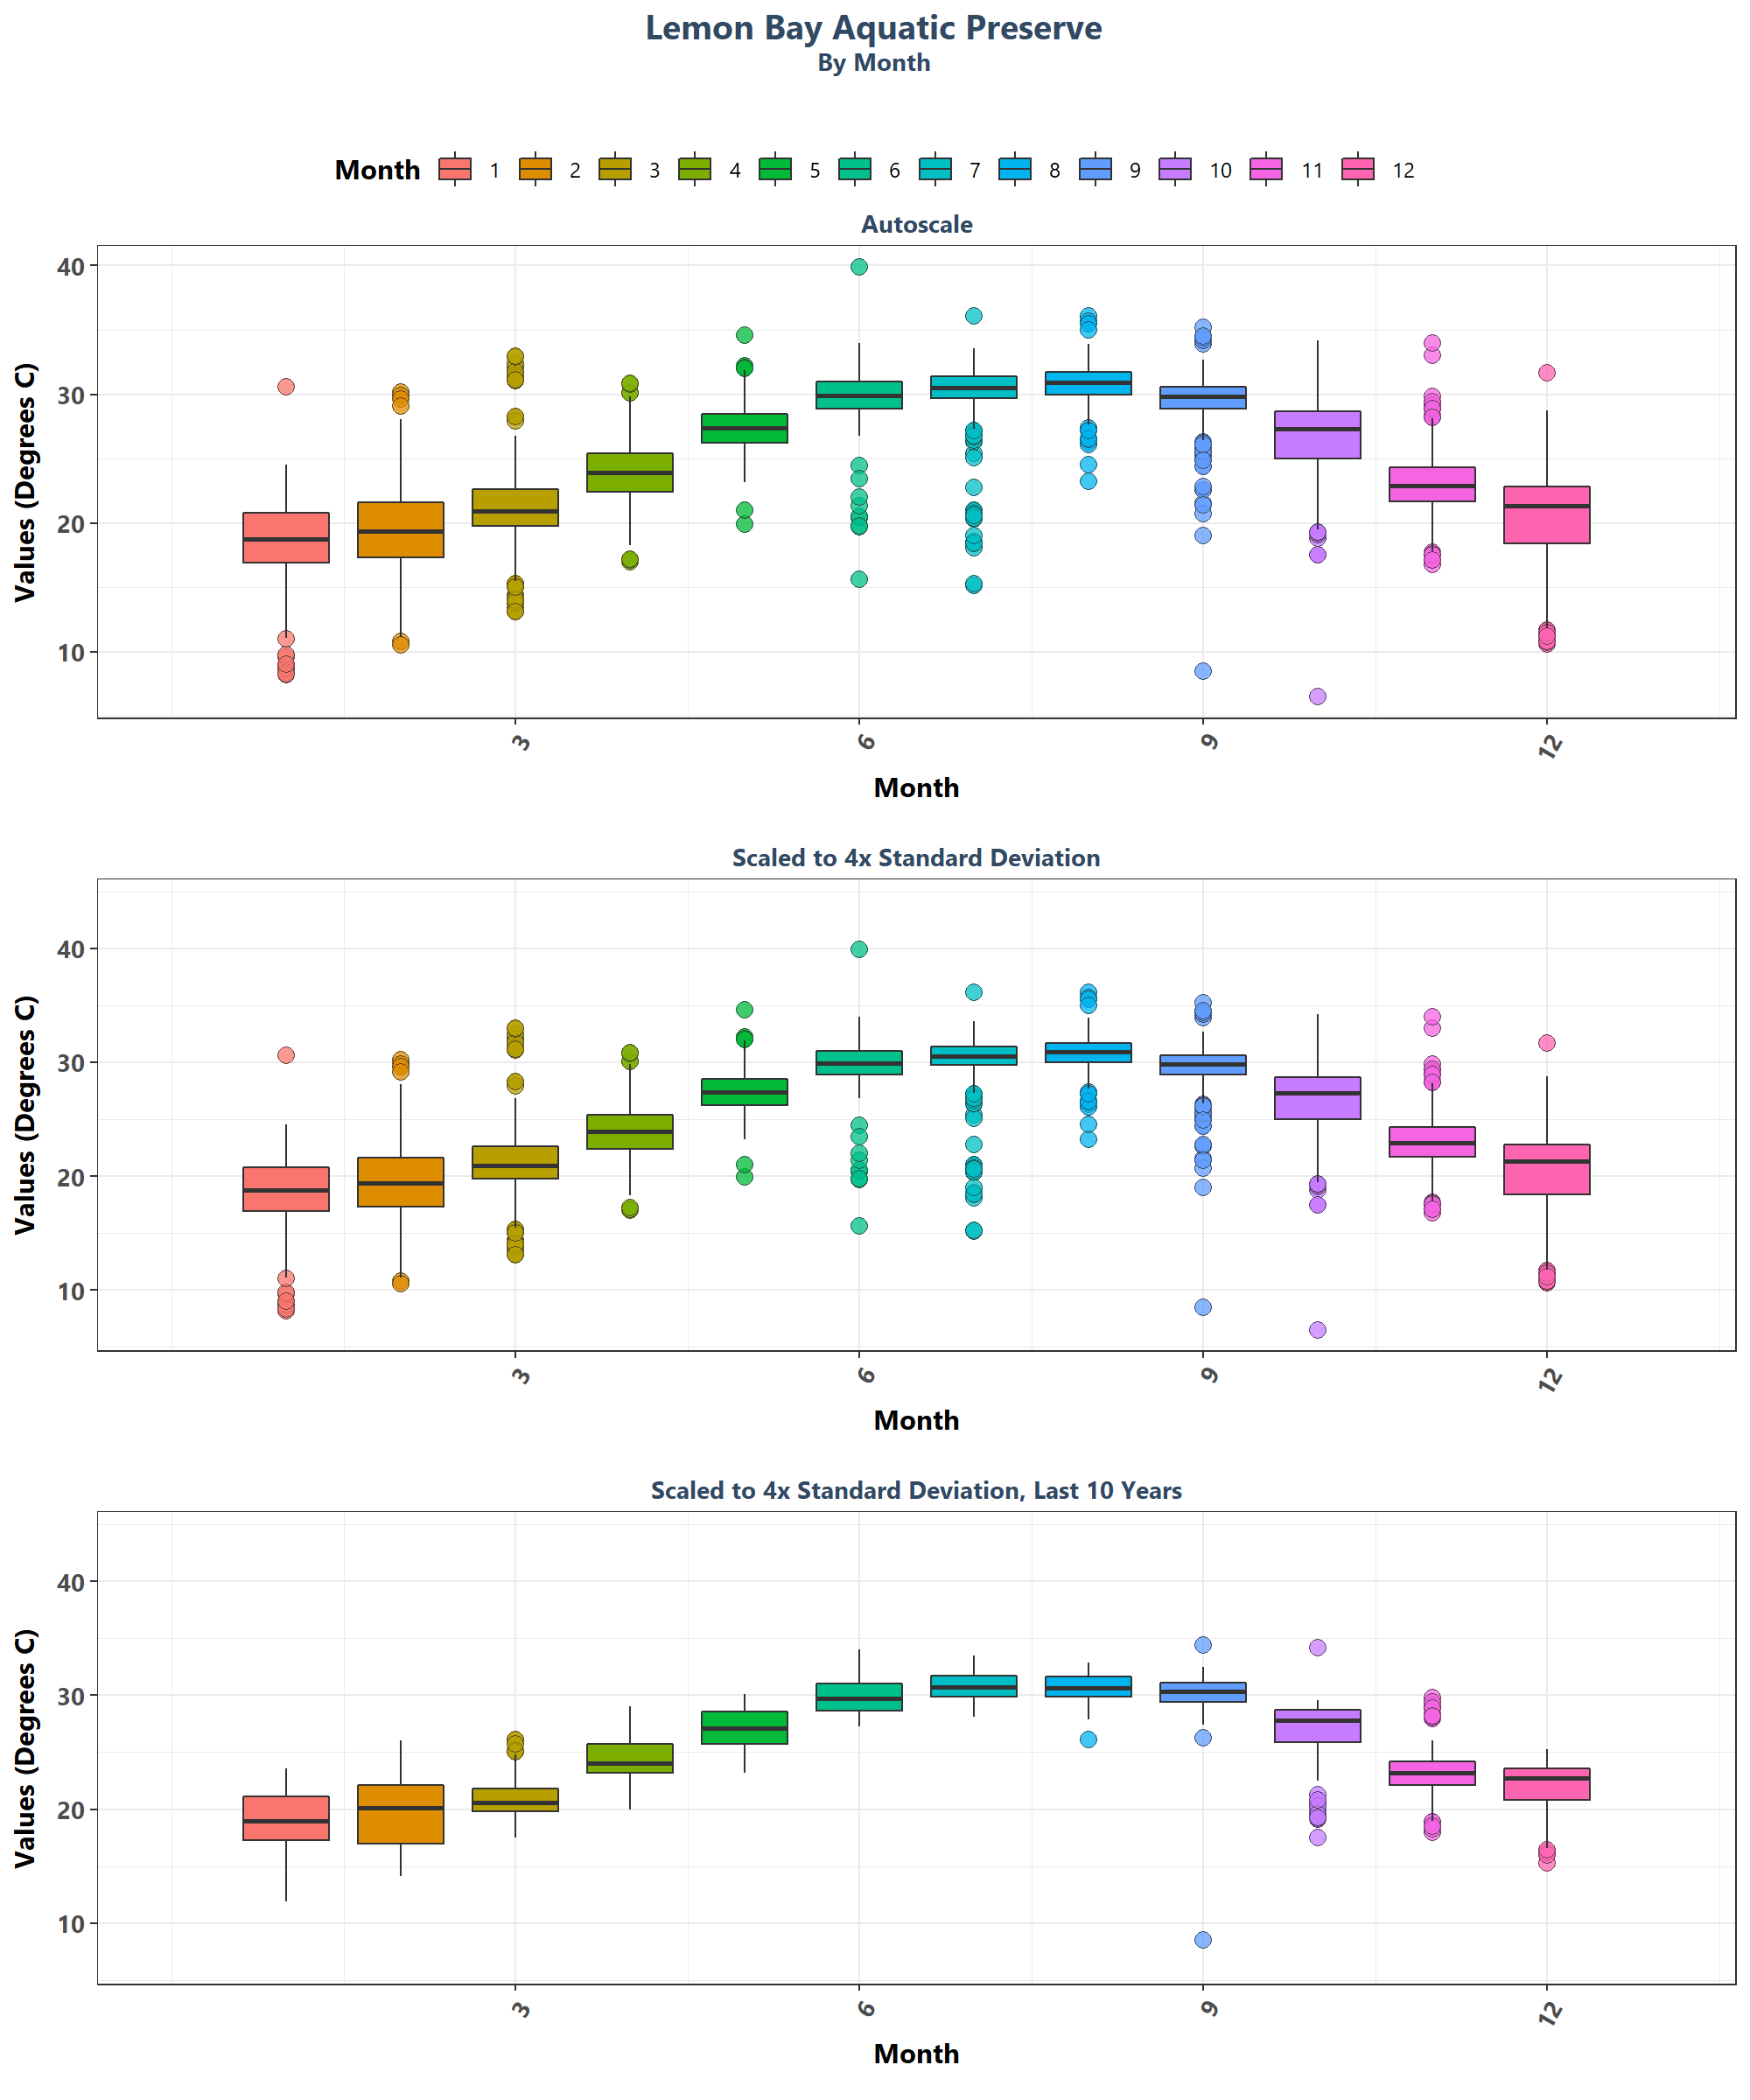 Lemon Bay Aquatic Preserve
By Month
Month 1 2 3 4 5 6 7 8 9 10 11 12
Autoscale
Values (Degrees C)
40
30
20
10
3 6 9 12
Month
Scaled to 4x Standard Deviation
Values (Degrees C)
40
30
20
10
3 6 9 12
Month
Scaled to 4x Standard Deviation, Last 10 Years
Values (Degrees C)
40
30
20
10
3 6 9 12
Month